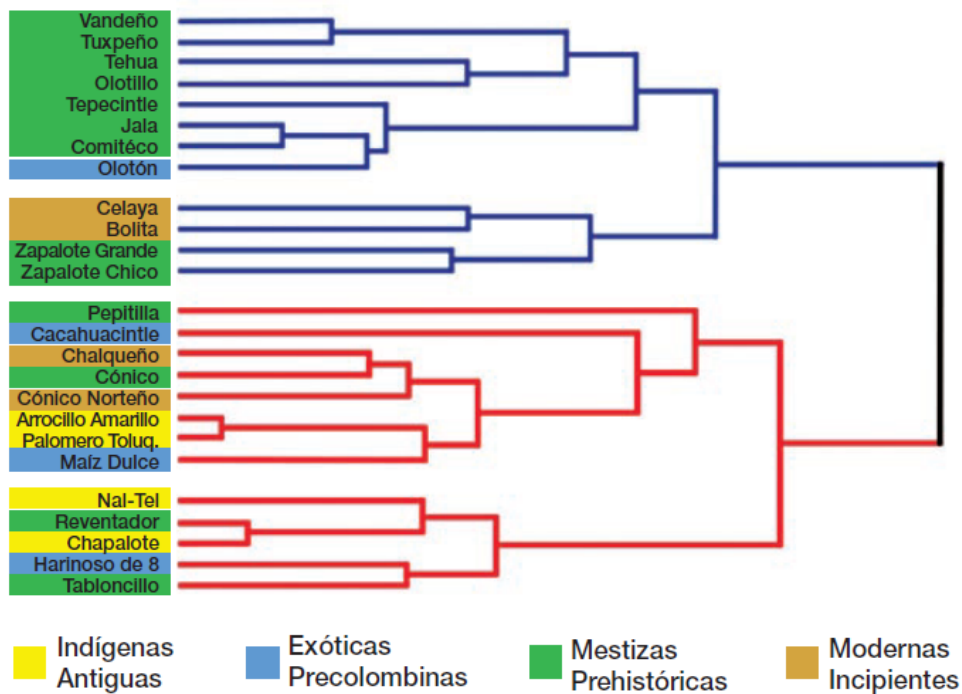 Vandeño
Tuxpeño
Tehua
Olotillo
Tepecintle
Jala
Comitéco
Olotón
Celaya
Bolita
Zapalote Grande
Zapalote Chico
Pepitilla
Cacahuacintle
Chalqueño
Cónico
Cónico Norteño
Arrocillo Amarillo
Palomero Toluq.
Maíz Dulce
Nal-Tel
Reventador
Chapalote
Harinoso de 8
Tabloncillo
Indígenas
Antiguas
Exóticas
Precolombinas
Mestizas
Prehistóricas
Modernas
Incipientes